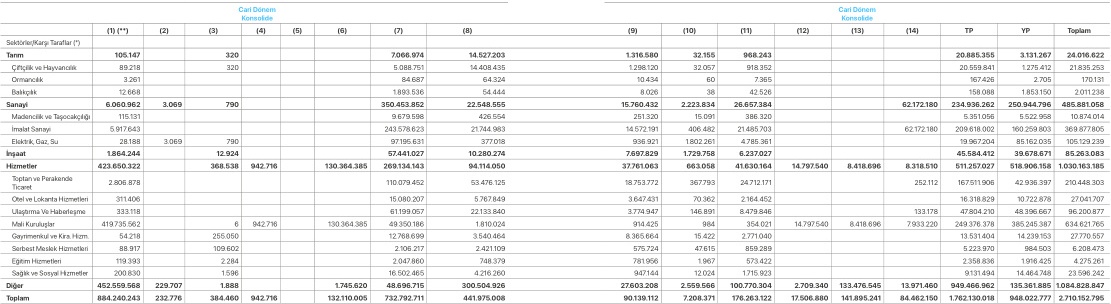 Cari Dönem Cari Dönem
Konsolide Konsolide
(1) (**) (2) (3) (4) (5) (6) (7) (8) (9) (10) (11) (12) (13) (14) TP YP Toplam
Sektörler/Karşı Taraflar (*)
Tarım 105.147 320 7.066.974 14.527.203 1.316.580 32.155 968.243 20.885.355 3.131.267 24.016.622
Çiftçilik ve Hayvancılık 89.218 320 5.088.751 14.408.435 1.298.120 32.057 918.352 20.559.841 1.275.412 21.835.253
Ormancılık 3.261 84.687 64.324 10.434 60 7.365 167.426 2.705 170.131
Balıkçılık 12.668 1.893.536 54.444 8.026 38 42.526 158.088 1.853.150 2.011.238
Sanayi 6.060.962 3.069 790 350.453.852 22.548.555 15.760.432 2.223.834 26.657.384 62.172.180 234.936.262 250.944.796 485.881.058
Madencilik ve Taşocakçılığı 115.131 9.679.598 426.554 251.320 15.091 386.320 5.351.056 5.522.958 10.874.014
İmalat Sanayi 5.917.643 243.578.623 21.744.983 14.572.191 406.482 21.485.703 62.172.180 209.618.002 160.259.803 369.877.805
Elektrik, Gaz, Su 28.188 3.069 790 97.195.631 377.018 936.921 1.802.261 4.785.361 19.967.204 85.162.035 105.129.239
İnşaat 1.864.244 12.924 57.441.027 10.280.274 7.697.829 1.729.758 6.237.027 45.584.412 39.678.671 85.263.083
Hizmetler 423.650.322 368.538 942.716 130.364.385 269.134.143 94.114.050 37.761.063 663.058 41.630.164 14.797.540 8.418.696 8.318.510 511.257.027 518.906.158 1.030.163.185
Toptan ve Perakende
Ticaret 2.806.878 110.079.452 53.476.125 18.753.772 367.793 24.712.171 252.112 167.511.906 42.936.397 210.448.303
Otel ve Lokanta Hizmetleri 311.406 15.080.207 5.767.849 3.647.431 70.362 2.164.452 16.318.829 10.722.878 27.041.707
Ulaştırma Ve Haberleşme 333.118 61.199.057 22.133.840 3.774.947 146.891 8.479.846 133.178 47.804.210 48.396.667 96.200.877
Mali Kuruluşlar 419.735.562 6 942.716 130.364.385 49.350.186 1.810.024 914.425 984 354.021 14.797.540 8.418.696 7.933.220 249.376.378 385.245.387 634.621.765
Gayrimenkul ve Kira. Hizm. 54.218 255.050 12.768.699 3.540.464 8.365.664 15.422 2.771.040 13.531.404 14.239.153 27.770.557
Serbest Meslek Hizmetleri 88.917 109.602 2.106.217 2.421.109 575.724 47.615 859.289 5.223.970 984.503 6.208.473
Eğitim Hizmetleri 119.393 2.284 2.047.860 748.379 781.956 1.967 573.422 2.358.836 1.916.425 4.275.261
Sağlık ve Sosyal Hizmetler 200.830 1.596 16.502.465 4.216.260 947.144 12.024 1.715.923 9.131.494 14.464.748 23.596.242
Diğer 452.559.568 229.707 1.888 1.745.620 48.696.715 300.504.926 27.603.208 2.559.566 100.770.304 2.709.340 133.476.545 13.971.460 949.466.962 135.361.885 1.084.828.847
Toplam 884.240.243 232.776 384.460 942.716 132.110.005 732.792.711 441.975.008 90.139.112 7.208.371 176.263.122 17.506.880 141.895.241 84.462.150 1.762.130.018 948.022.777 2.710.152.795